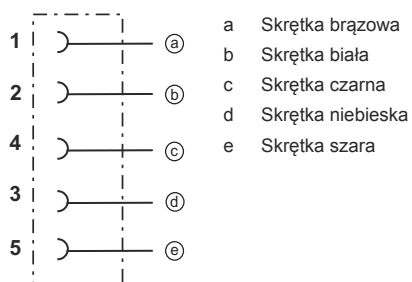 1 a
2 b
4 c
3 d
5 e
a Skrętka brązowa
b Skrętka biała
c Skrętka czarna
d Skrętka niebieska
e Skrętka szara